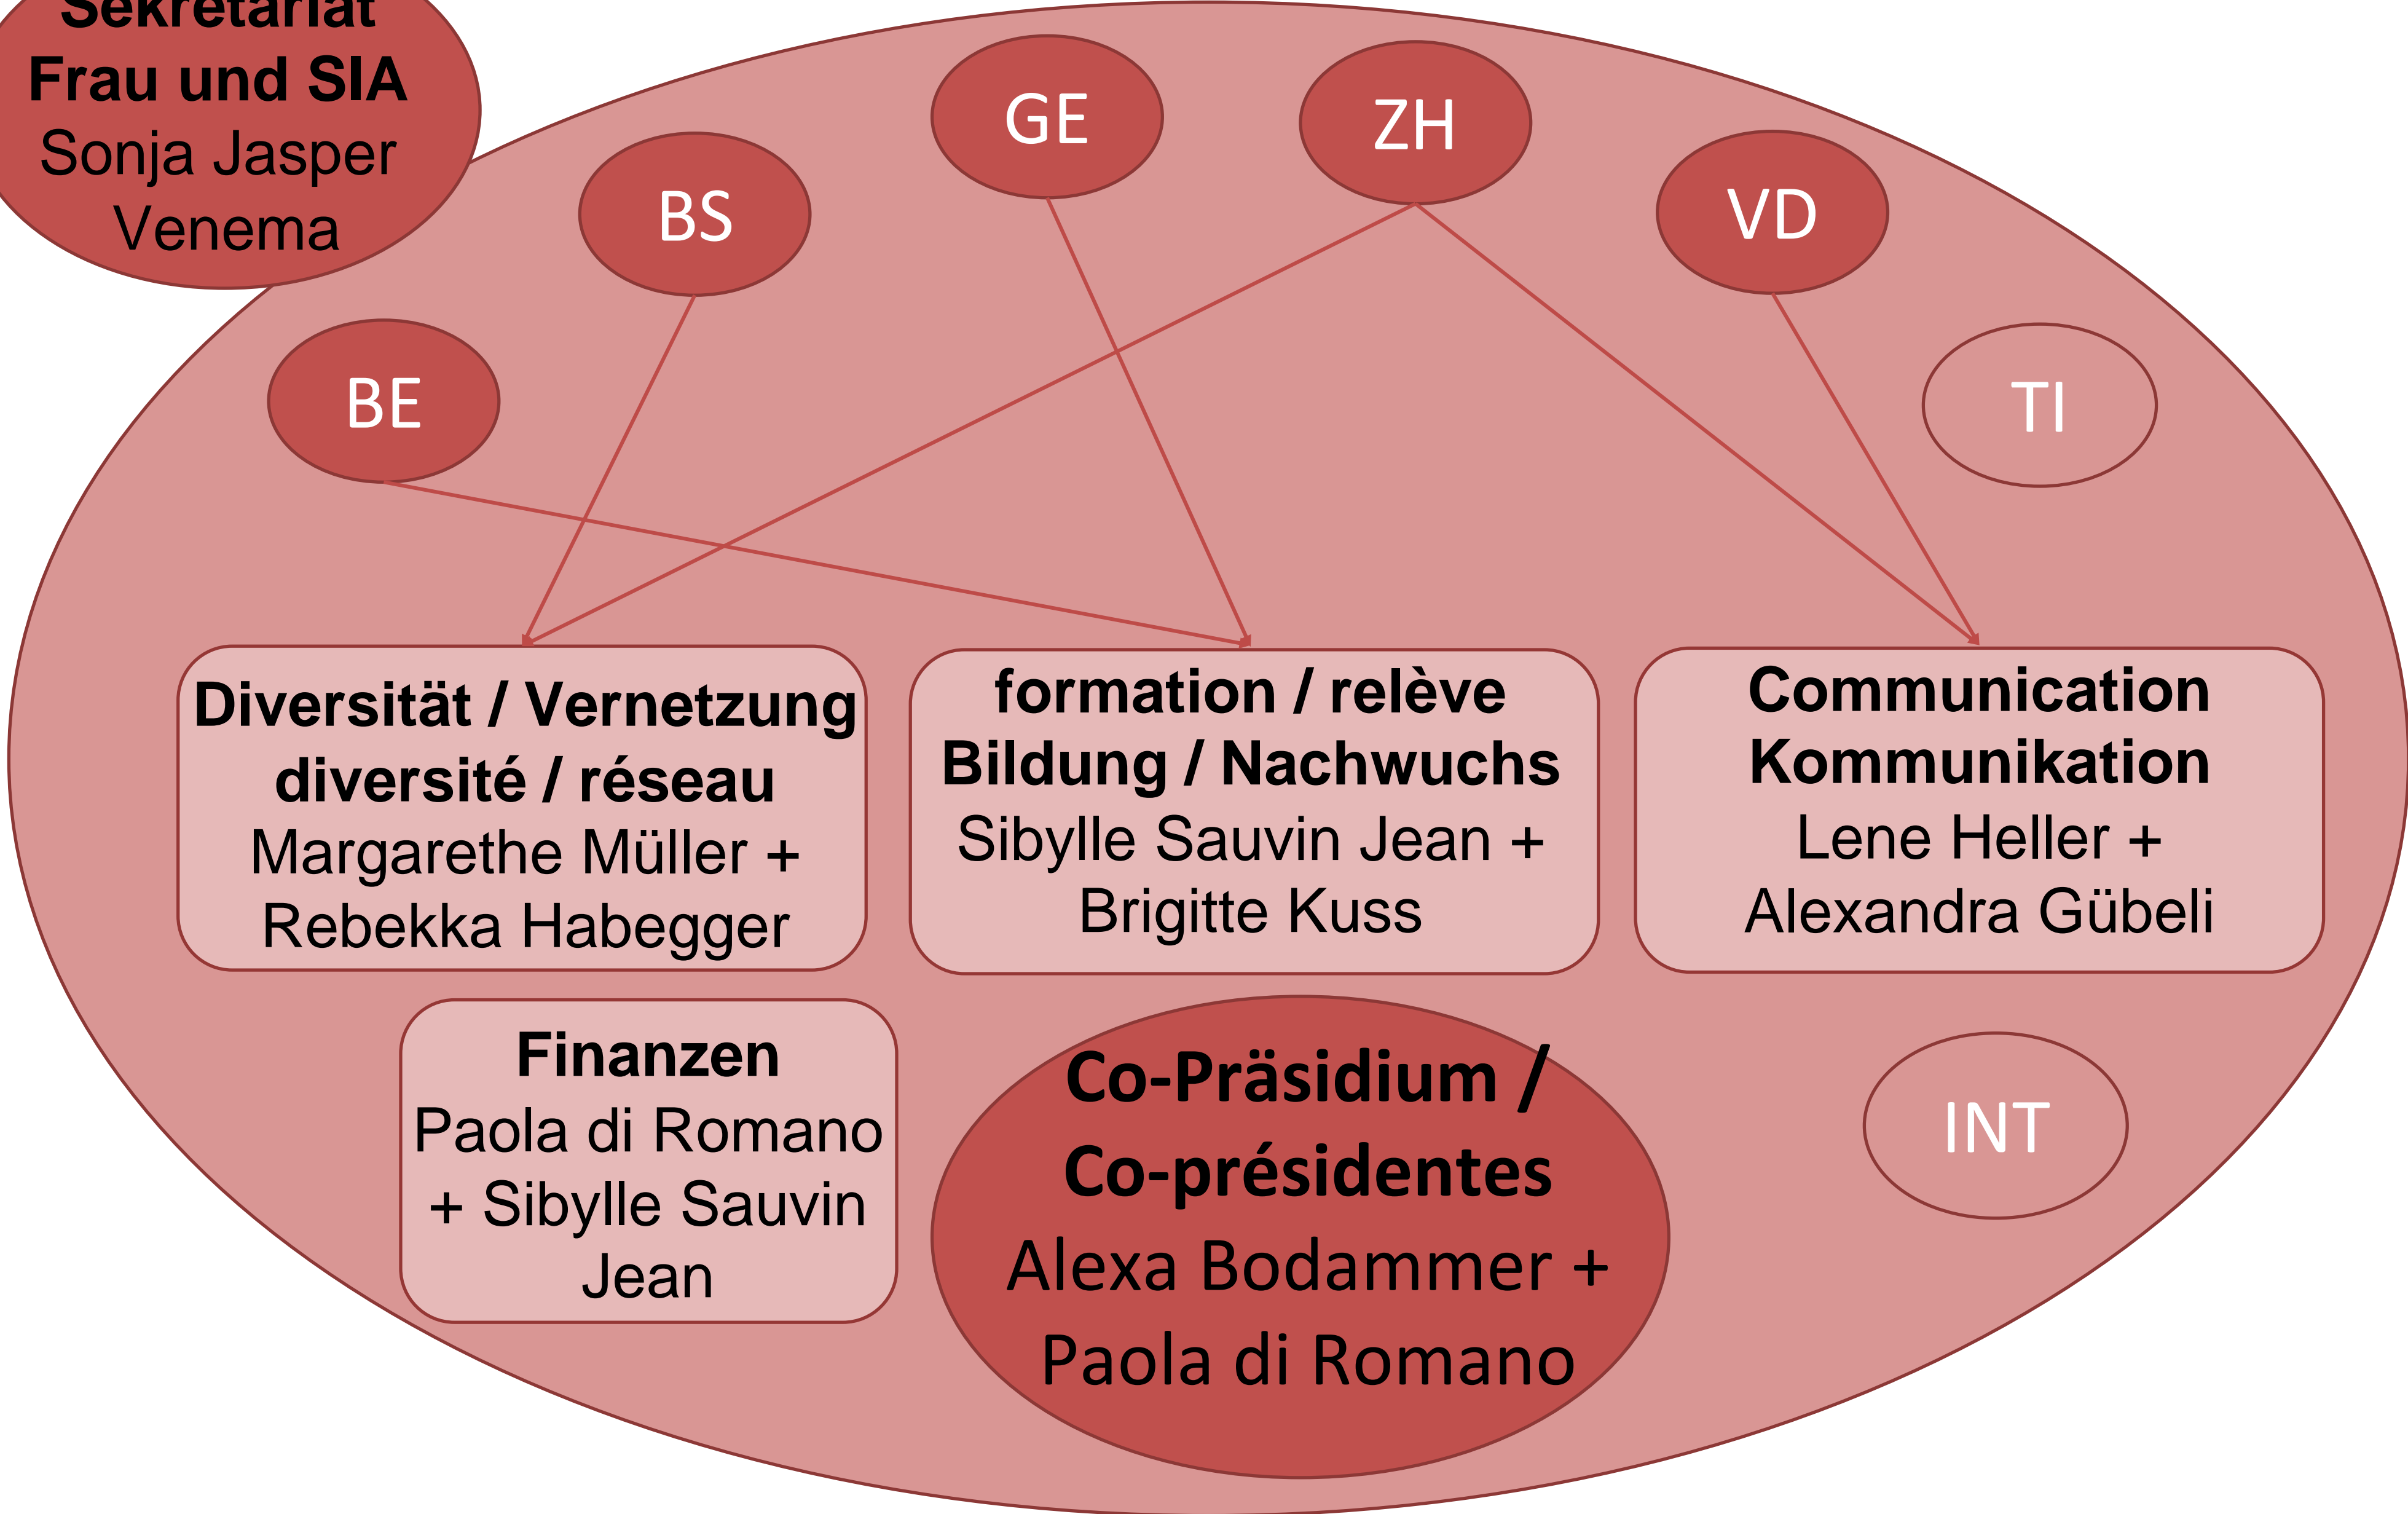 Sekretariat
Frau und SIA
Sonja Jasper
Venema
GE
ZH
BS
VD
BE
TI
Diversität / Vernetzung
diversité / réseau
Margarethe Müller +
Rebekka Habegger
formation / relève
Bildung / Nachwuchs
Sibylle Sauvin Jean +
Brigitte Kuss
Communication
Kommunikation
Lene Heller +
Alexandra Gübeli
Finanzen
Paola di Romano
+ Sibylle Sauvin
Jean
Co-Präsidium /
Co-présidentes
Alexa Bodammer +
Paola di Romano
INT